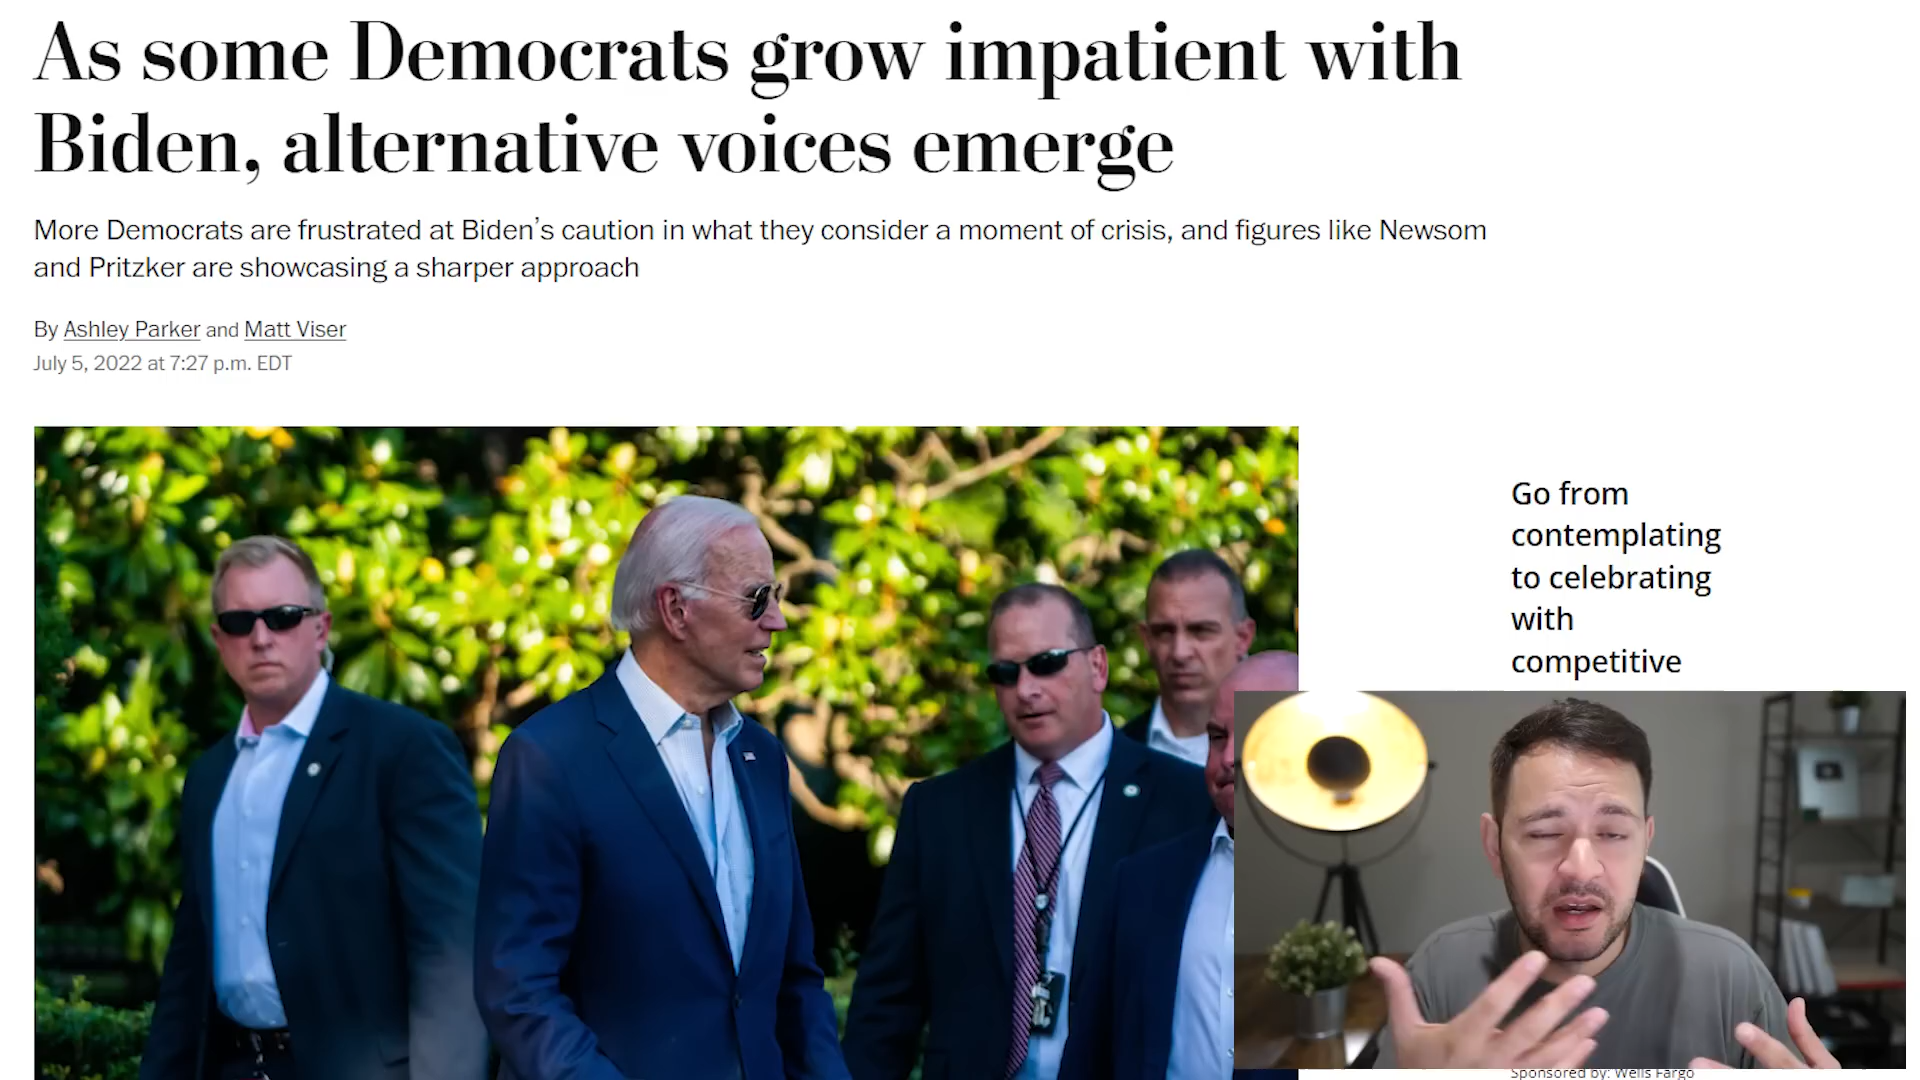 As some Democrats grow impatient with
Biden, alternative voices emerge
More Democrats are frustrated at Biden’s caution in what they consider a moment of crisis, and figures like Newsom
and Pritzker are showcasing a sharper approach
By Ashley Parker and Matt Viser
July 5, 2022 at 7:27 p.m. EDT
Go from
contemplating
to celebrating
with
competitive
Sponsored by: Wells Fargo